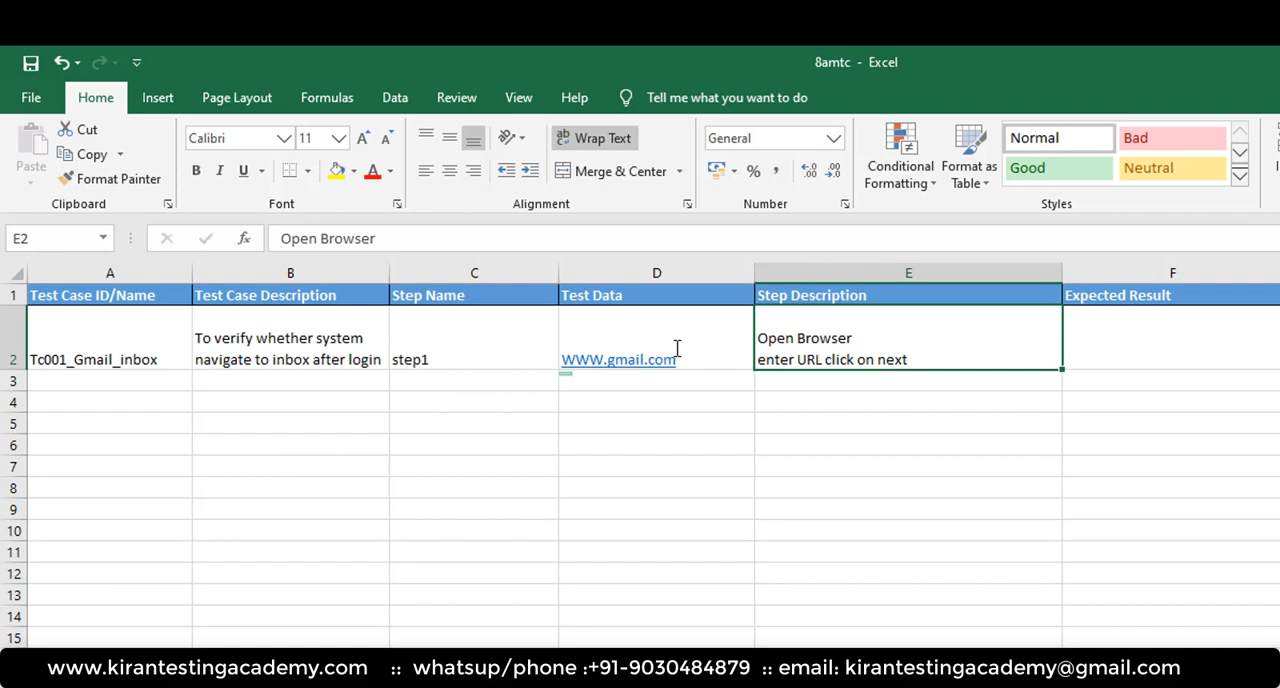 8amtc - Excel
File Home Insert Page Layout Formulas Data Review View Help Tell me what you want to do
Paste
Cut
Copy
Format Painter
Clipboard
Calibri 11
B I U
Font
Wrap Text
Merge & Center
Alignment
General
Number
Conditional
Formatting
Format as
Table
Normal Bad
Good Neutral
Styles
E2 fx Open Browser
A B C D E F
1 Test Case ID/Name Test Case Description Step Name Test Data Step Description Expected Result
To verify whether system Open Browser
2 Tc001_Gmail_inbox navigate to inbox after login step1 WWW.gmail.com enter URL click on next
3
4
5
6
7
8
9
10
11
12
13
14
15
www.kirantestingacademy.com :: whatsup/phone :+91-9030484879 :: email: kirantestingacademy@gmail.com